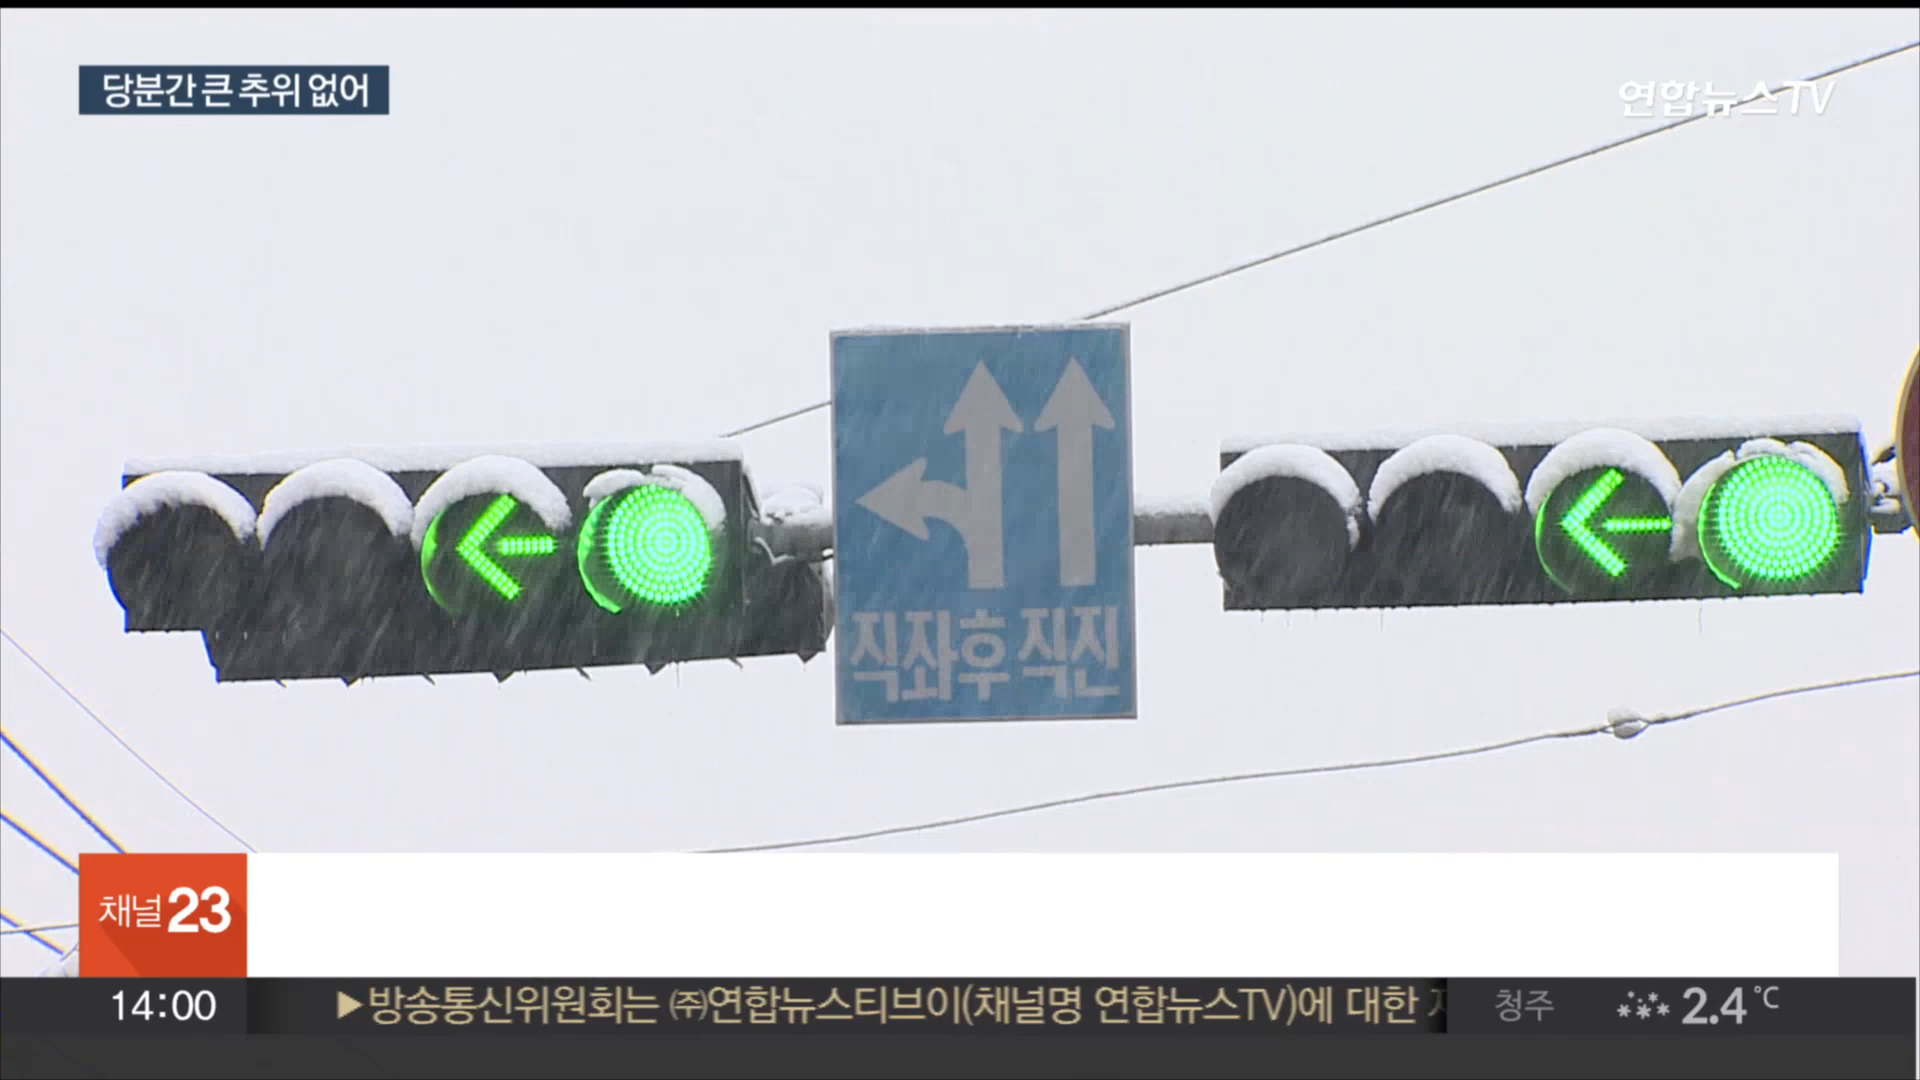 당분간 큰 추위 없어
연합뉴스TV
직좌후 직진
채널 23
14:00
▶방송통신위원회는 ㈜연합뉴스티브이(채널명 연합뉴스TV)에 대한
청주
2.4℃